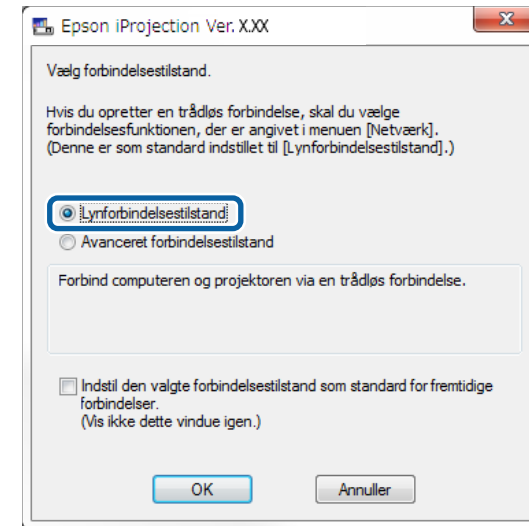 Epson iProjection Ver. X.XX
Vælg forbindelsestilstand.
Hvis du opretter en trådløs forbindelse, skal du vælge
forbindelsesfunktionen, der er angivet i menuen [Netværk].
(Denne er som standard indstillet til [Lynforbindelsestilstand].)
Lynforbindelsestilstand
Avanceret forbindelsestilstand
Forbind computeren og projektoren via en trådløs forbindelse.
Indstil den valgte forbindelsestilstand som standard for fremtidige
forbindelser.
(Vis ikke dette vindue igen.)
OK Annuller